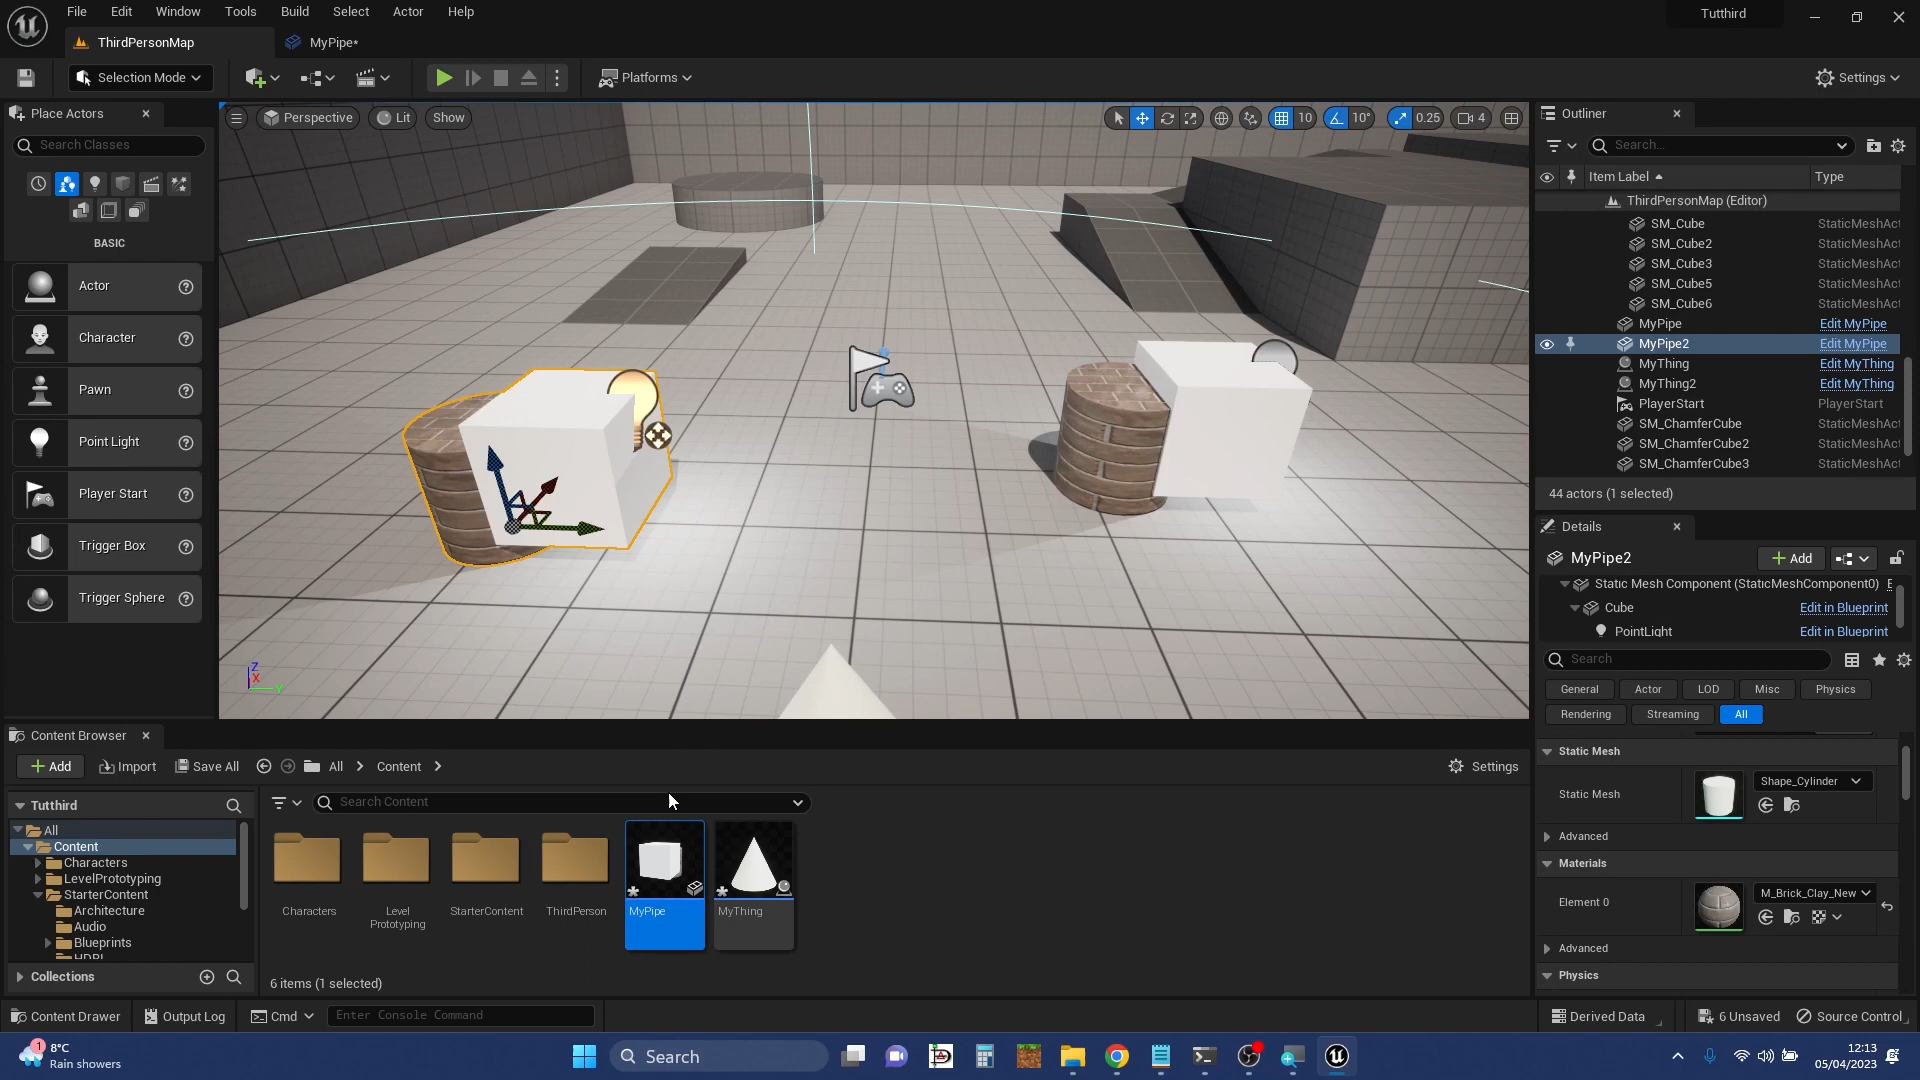 File Edit Window Tools Build Select Actor Help
Tutthird
ThirdPersonMap
MyPipe*
Selection Mode
Platforms
Settings
Place Actors
Search Classes
BASIC
Actor
Character
Pawn
Point Light
Player Start
Trigger Box
Trigger Sphere
Perspective
Lit
Show
10
10°
0.25
4
Z
X
Y
Outliner
Search...
Item Label
Type
ThirdPersonMap (Editor)
SM_Cube StaticMeshAct
SM_Cube2 StaticMeshAct
SM_Cube3 StaticMeshAct
SM_Cube5 StaticMeshAct
SM_Cube6 StaticMeshAct
MyPipe Edit MyPipe
MyPipe2 Edit MyPipe
MyThing Edit MyThing
MyThing2 Edit MyThing
PlayerStart PlayerStart
SM_ChamferCube StaticMeshAct
SM_ChamferCube2 StaticMeshAct
SM_ChamferCube3 StaticMeshAct
44 actors (1 selected)
Details
MyPipe2
Add
Static Mesh Component (StaticMeshComponent0) E
Cube Edit in Blueprint
PointLight Edit in Blueprint
Search
General Actor LOD Misc Physics
Rendering Streaming All
Static Mesh
Static Mesh
Shape_Cylinder
Advanced
Materials
Element 0
M_Brick_Clay_New
Advanced
Physics
Content Browser
Add Import Save All All Content
Settings
Tutthird
All
Content
Characters
LevelPrototyping
StarterContent
Architecture
Audio
Blueprints
HDRI
Collections
Search Content
Characters
Level
Prototyping
StarterContent
ThirdPerson
MyPipe
MyThing
6 items (1 selected)
Content Drawer Output Log Cmd Enter Console Command
Derived Data 6 Unsaved Source Control
1
8°C
Rain showers
Search
12:13
05/04/2023